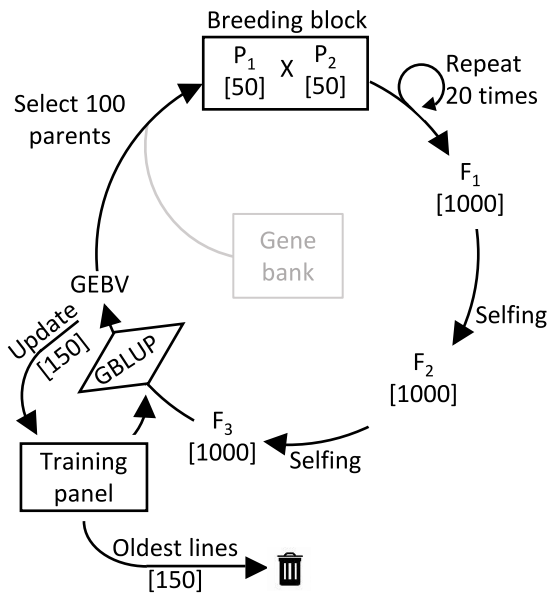 Breeding block
P1 X P2
[50] [50]
Repeat
20 times
Select 100
parents
F1
[1000]
Gene
bank
GEBV
Selfing
Update
[150]
GBLUP
F2
[1000]
F3
[1000]
Selfing
Training
panel
Oldest lines
[150]